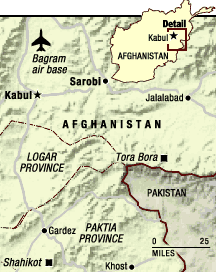 Detail
Kabul
AFGHANISTAN
Bagram
air base
Sarobi
Kabul
Jalalabad
AFGHANISTAN
LOGAR
PROVINCE
Tora Bora
PAKISTAN
Gardez
PAKTIA
PROVINCE
0 25
MILES
Shahikot
Khost